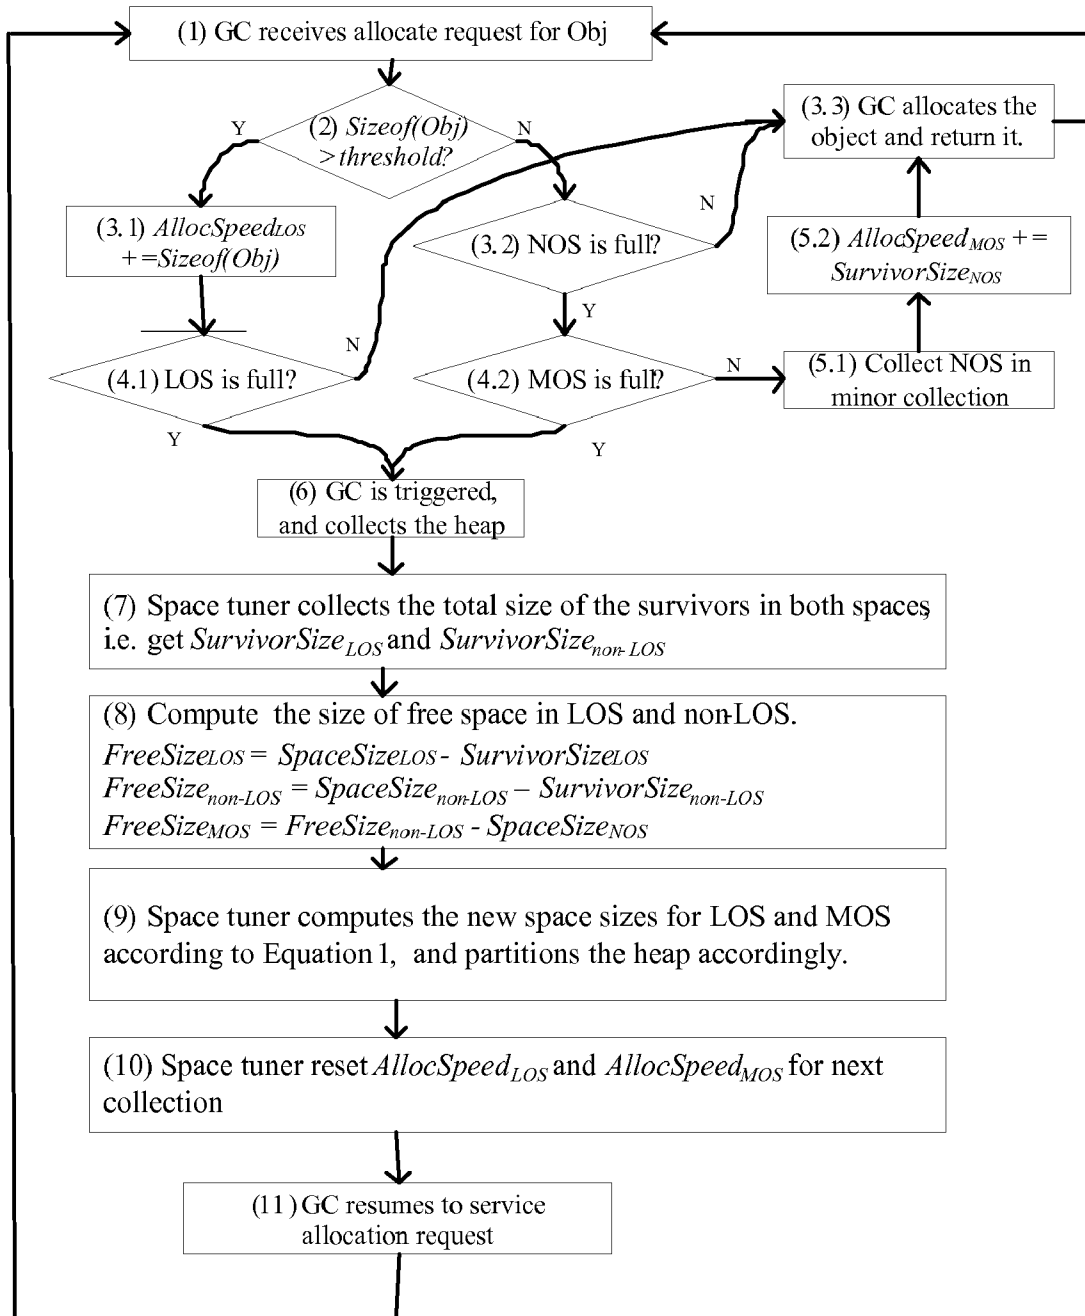 (1) GC receives allocate request for Obj
(2) Sizeof(Obj)
>threshold?
Y
N
(3.3) GC allocates the
object and return it.
(3.1) AllocSpeedLOS
+=Sizeof(Obj)
(3.2) NOS is full?
N
(5.2) AllocSpeedMOS +=
SurvivorSizeNOS
Y
(4.1) LOS is full?
N
(4.2) MOS is full?
N
(5.1) Collect NOS in
minor collection
Y
Y
(6) GC is triggered,
and collects the heap
(7) Space tuner collects the total size of the survivors in both spaces,
i.e. get SurvivorSizeLOS and SurvivorSizenon-LOS
(8) Compute the size of free space in LOS and non-LOS.
FreeSizeLOS = SpaceSizeLOS - SurvivorSizeLOS
FreeSizenon-LOS = SpaceSizenon-LOS – SurvivorSizenon-LOS
FreeSizeMOS = FreeSizenon-LOS - SpaceSizeNOS
(9) Space tuner computes the new space sizes for LOS and MOS
according to Equation 1, and partitions the heap accordingly.
(10) Space tuner reset AllocSpeedLOS and AllocSpeedMOS for next
collection
(11) GC resumes to service
allocation request